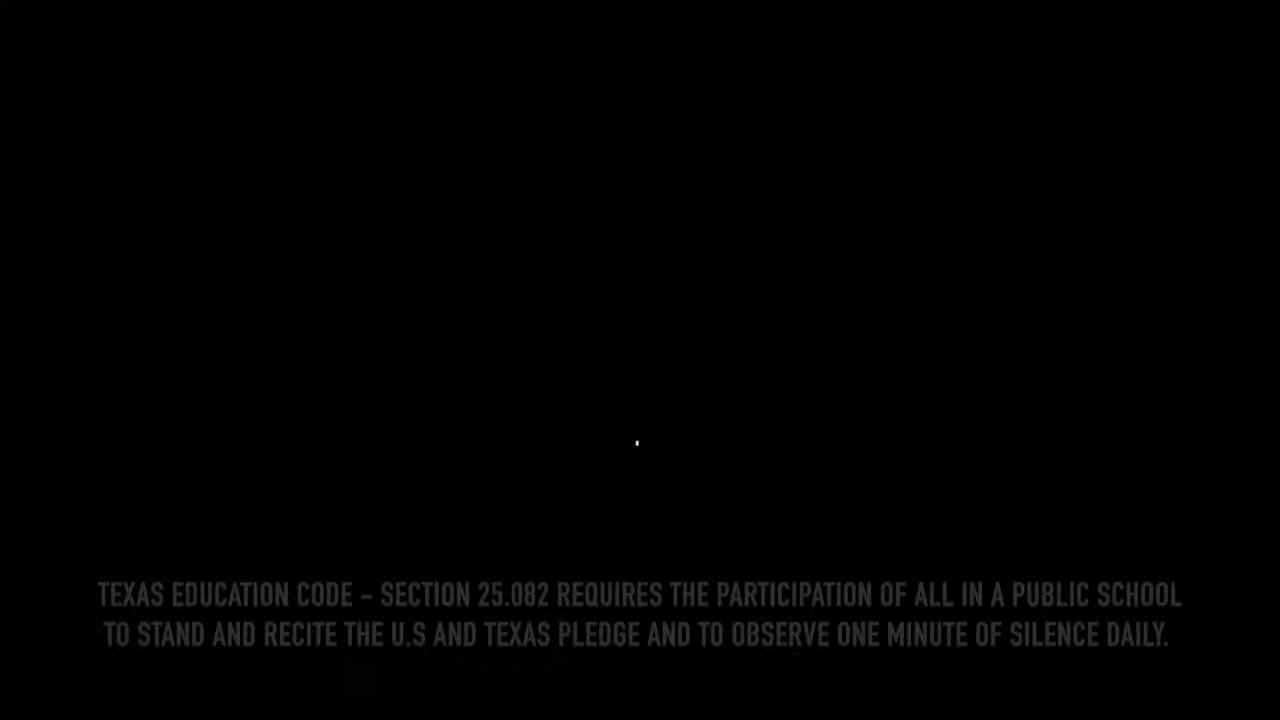 TEXAS EDUCATION CODE – SECTION 25.082 REQUIRES THE PARTICIPATION OF ALL IN A PUBLIC SCHOOL
TO STAND AND RECITE THE U.S AND TEXAS PLEDGE AND TO OBSERVE ONE MINUTE OF SILENCE DAILY.